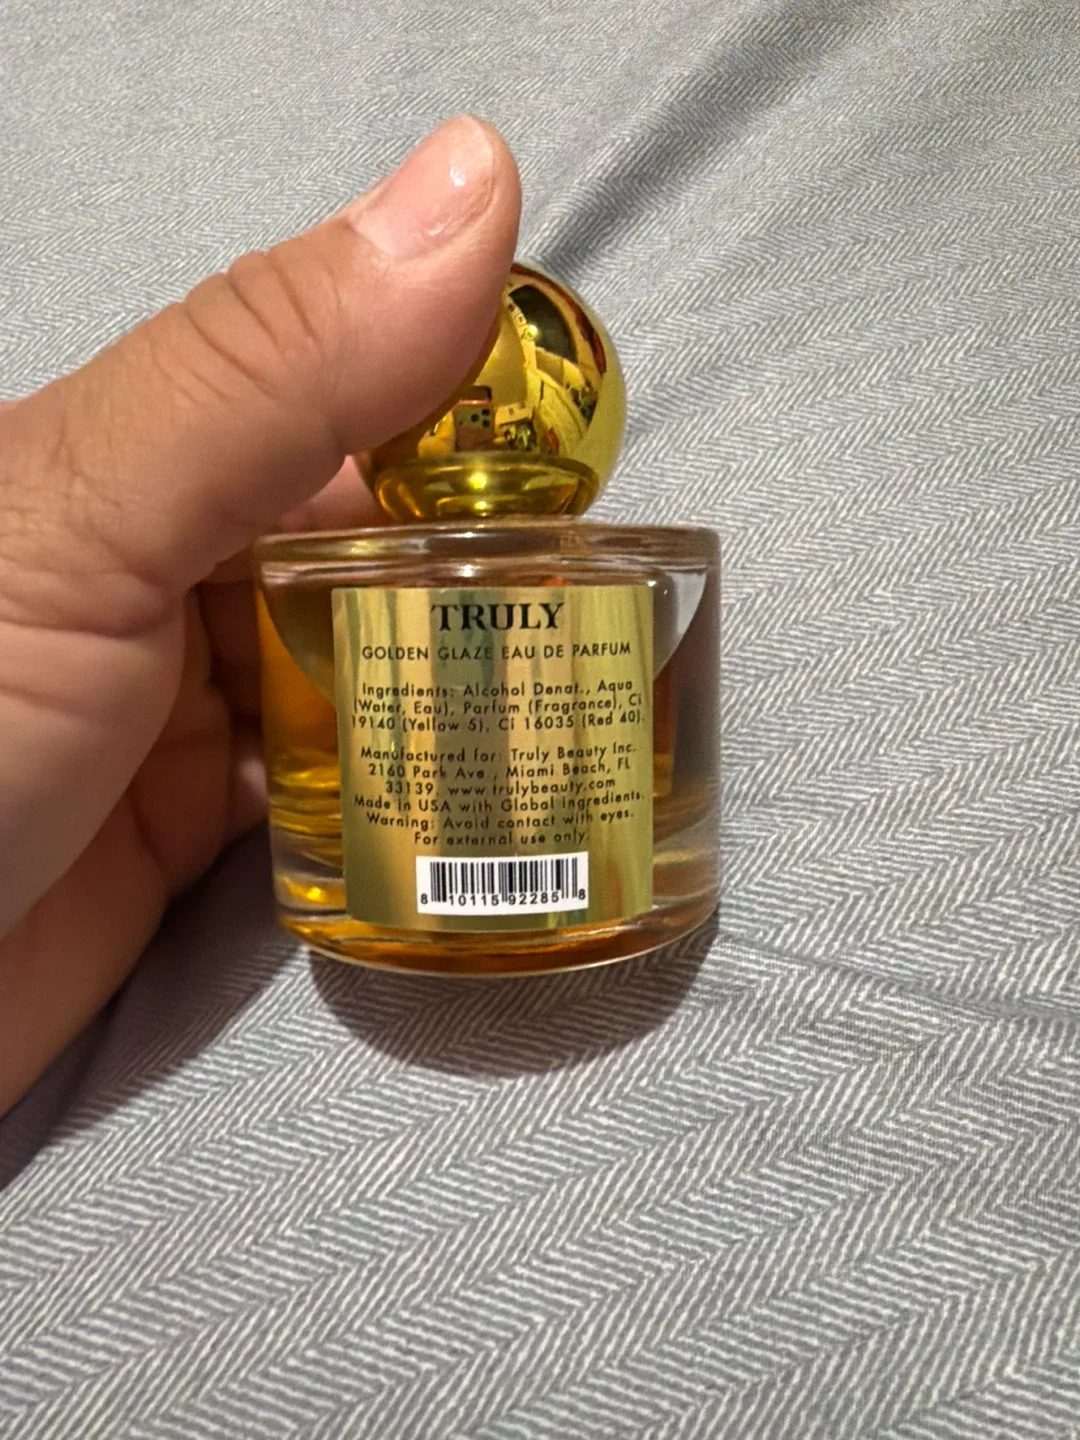 TRULY
GOLDEN GLAZE EAU DE PARFUM
Ingredients: Alcohol Denat., Aqua
(Water, Eau), Parfum (Fragrance), CI
19140 (Yellow 5), CI 16035 (Red 40).
Manufactured for: Truly Beauty Inc.
2160 Park Ave., Miami Beach, FL
33139. www.trulybeauty.com
Made in USA with Global ingredients.
Warning: Avoid contact with eyes.
For external use only.
8 10115 92285 8